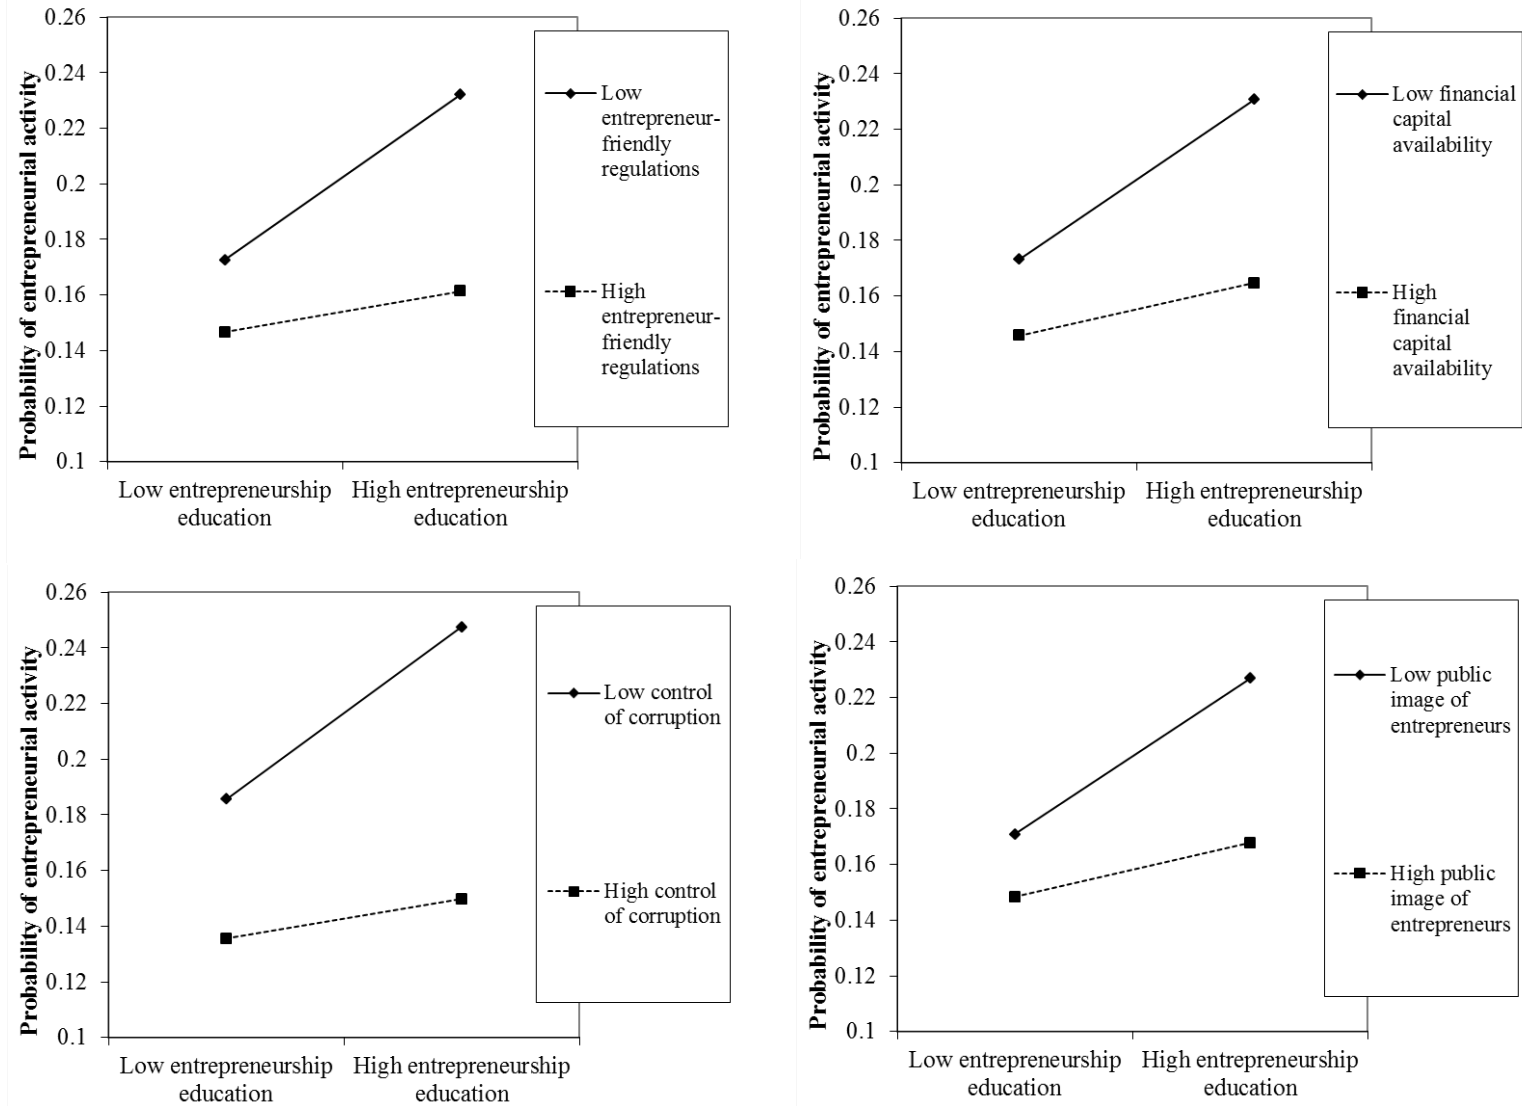 Probability of entrepreneurial activity
0.26
0.24
0.22
0.2
0.18
0.16
0.14
0.12
0.1
Low entrepreneurship
education
High entrepreneurship
education
Low
entrepreneur-
friendly
regulations
High
entrepreneur-
friendly
regulations
Probability of entrepreneurial activity
0.26
0.24
0.22
0.2
0.18
0.16
0.14
0.12
0.1
Low entrepreneurship
education
High entrepreneurship
education
Low financial
capital
availability
High
financial
capital
availability
Probability of entrepreneurial activity
0.26
0.24
0.22
0.2
0.18
0.16
0.14
0.12
0.1
Low entrepreneurship
education
High entrepreneurship
education
Low control
of corruption
High control
of corruption
Probability of entrepreneurial activity
0.26
0.24
0.22
0.2
0.18
0.16
0.14
0.12
0.1
Low entrepreneurship
education
High entrepreneurship
education
Low public
image of
entrepreneurs
High public
image of
entrepreneurs